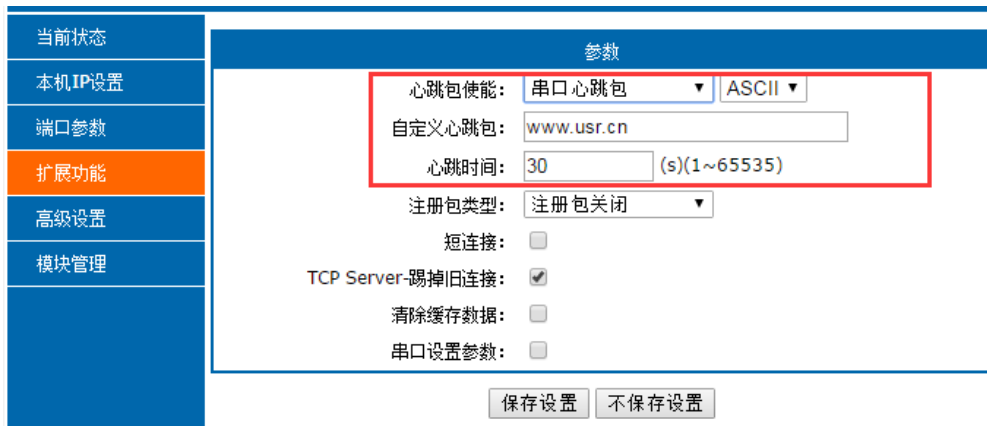 当前状态
本机IP设置
端口参数
扩展功能
高级设置
模块管理
参数
心跳包使能： 串口心跳包 ASCII
自定义心跳包： www.usr.cn
心跳时间： 30 (s)(1~65535)
注册包类型： 注册包关闭
短连接：
TCP Server-踢掉旧连接：
清除缓存数据：
串口设置参数：
保存设置 不保存设置